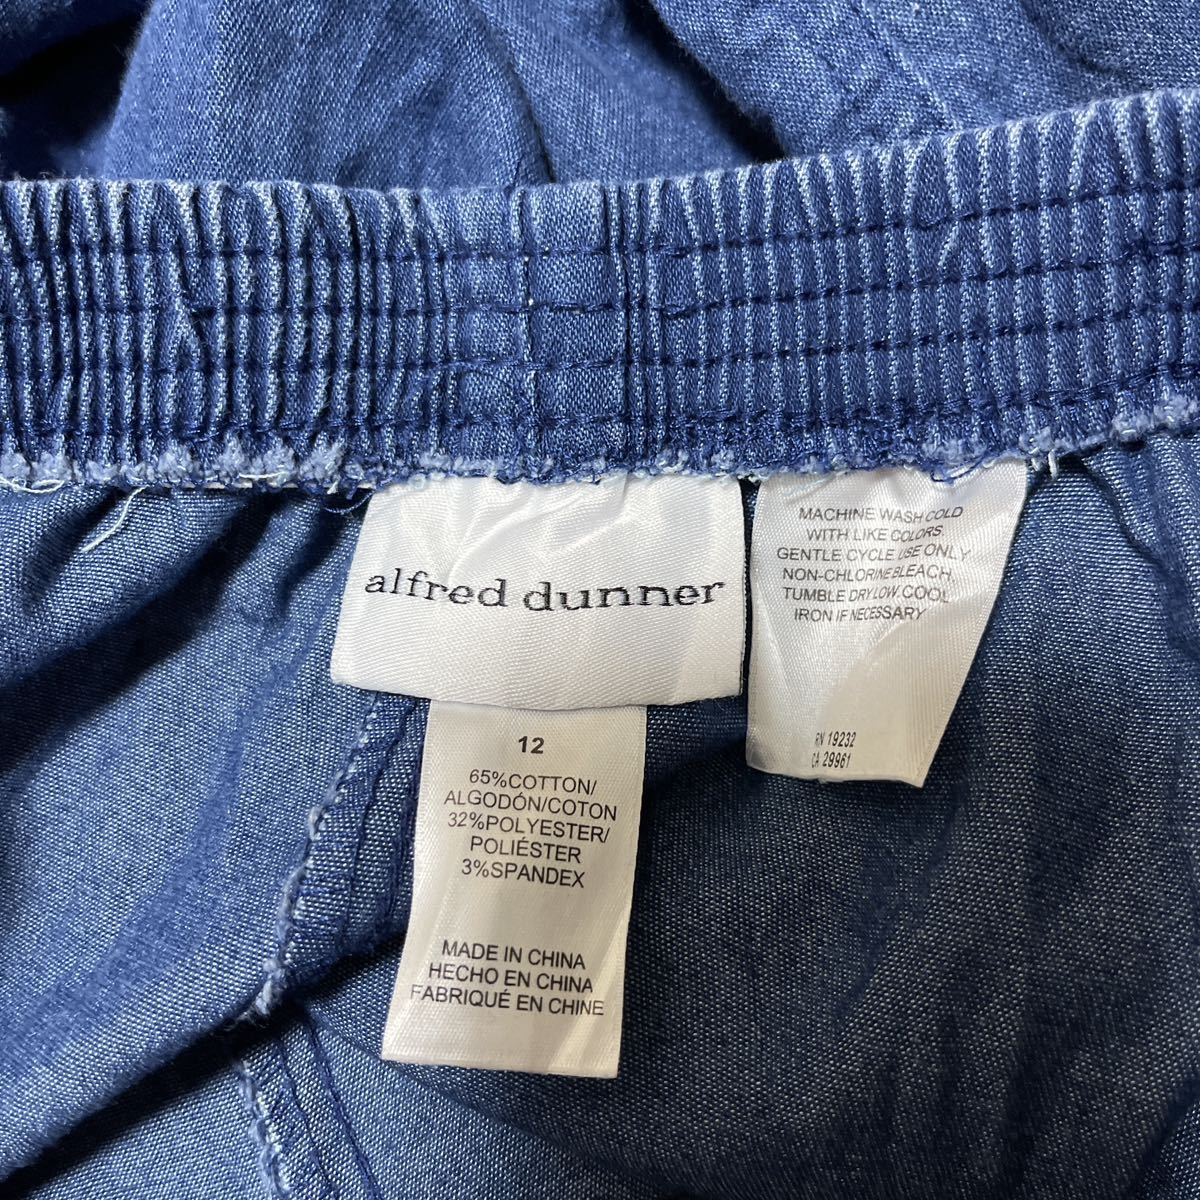 alfred dunner
12
65%COTTON/
ALGODÓN/COTON
32%POLYESTER/
POLIÉSTER
3%SPANDEX
MADE IN CHINA
HECHO EN CHINA
FABRIQUÉ EN CHINE
MACHINE WASH COLD
WITH LIKE COLORS.
GENTLE CYCLE.USE ONLY
NON-CHLORINE BLEACH.
TUMBLE DRY LOW. COOL
IRON IF NECESSARY
RN 19232
CA 29961